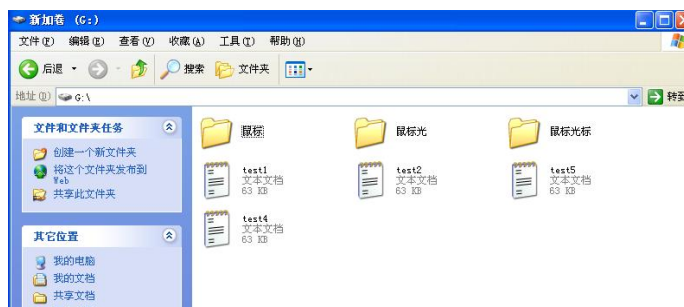 新加卷 (G:)
文件(F) 编辑(E) 查看(V) 收藏(A) 工具(T) 帮助(H)
后退 搜索 文件夹
地址(D) G:\ 转到
文件和文件夹任务
创建一个新文件夹
将这个文件夹发布到
Web
共享此文件夹
其它位置
我的电脑
我的文档
共享文档
鼠标 鼠标光 鼠标光标
test1 test2 test5
文本文档 文本文档 文本文档
63 KB 63 KB 63 KB
test4
文本文档
63 KB